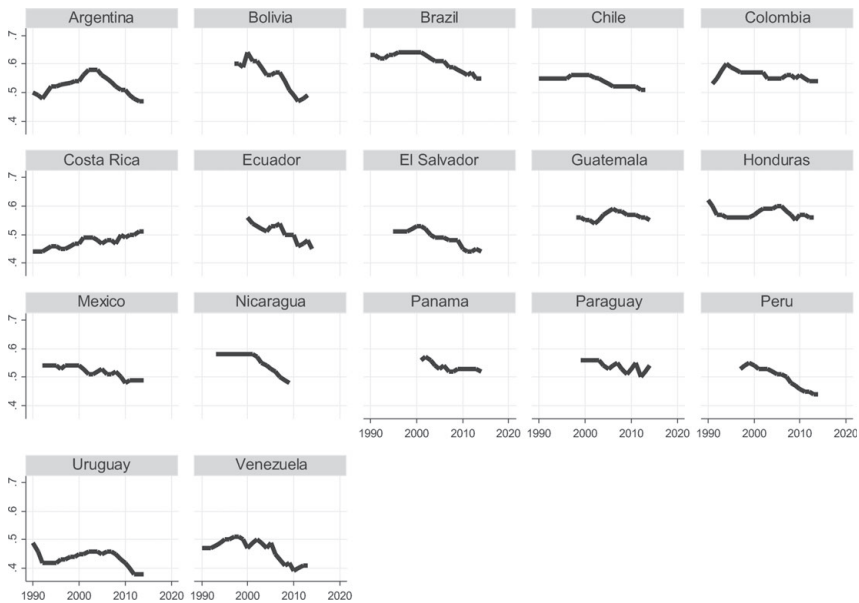 Argentina Bolivia Brazil Chile Colombia
.7
.6
.5
.4
Costa Rica Ecuador El Salvador Guatemala Honduras
.7
.6
.5
.4
Mexico Nicaragua Panama Paraguay Peru
.7
.6
.5
.4
1990 2000 2010 2020 1990 2000 2010 2020 1990 2000 2010 2020
Uruguay Venezuela
.7
.6
.5
.4
1990 2000 2010 2020 1990 2000 2010 2020